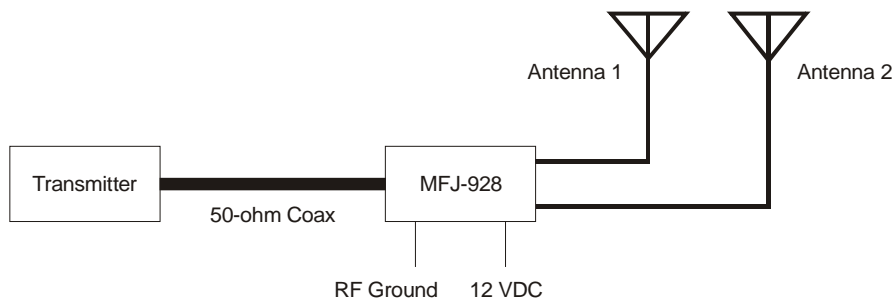 Antenna 1
Antenna 2
Transmitter
MFJ-928
50-ohm Coax
RF Ground
12 VDC